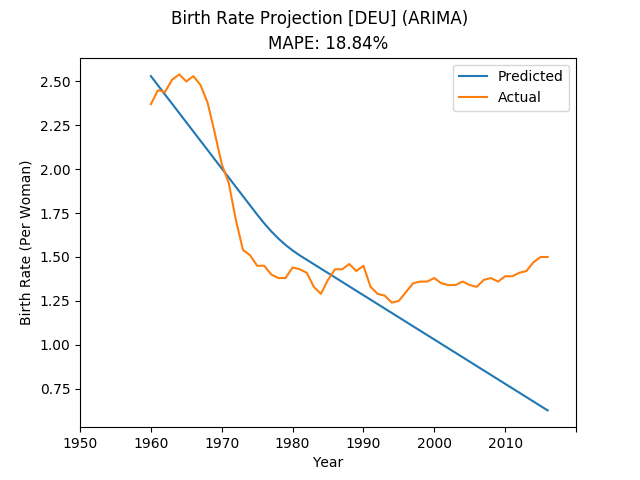 Birth Rate Projection [DEU] (ARIMA)
MAPE: 18.84%
Predicted
Actual
Birth Rate (Per Woman)
2.50
2.25
2.00
1.75
1.50
1.25
1.00
0.75
1950 1960 1970 1980 1990 2000 2010
Year